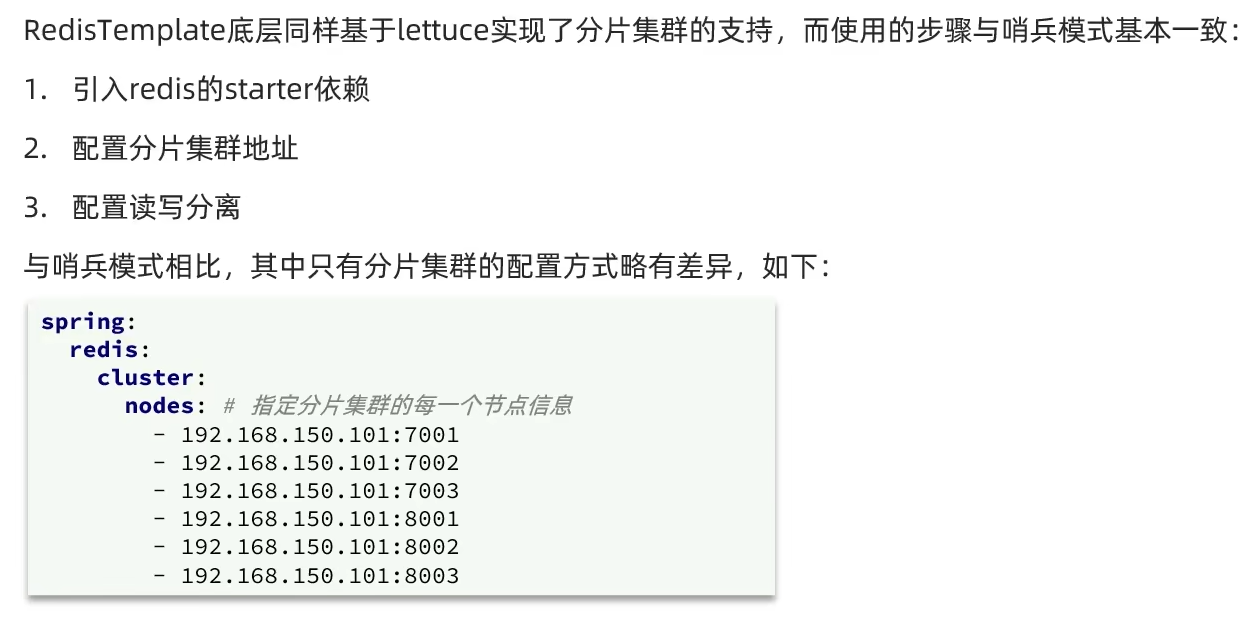 RedisTemplate底层同样基于lettuce实现了分片集群的支持，而使用的步骤与哨兵模式基本一致：
1. 引入redis的starter依赖
2. 配置分片集群地址
3. 配置读写分离
与哨兵模式相比，其中只有分片集群的配置方式略有差异，如下：
spring:
  redis:
    cluster:
      nodes: # 指定分片集群的每一个节点信息
        - 192.168.150.101:7001
        - 192.168.150.101:7002
        - 192.168.150.101:7003
        - 192.168.150.101:8001
        - 192.168.150.101:8002
        - 192.168.150.101:8003